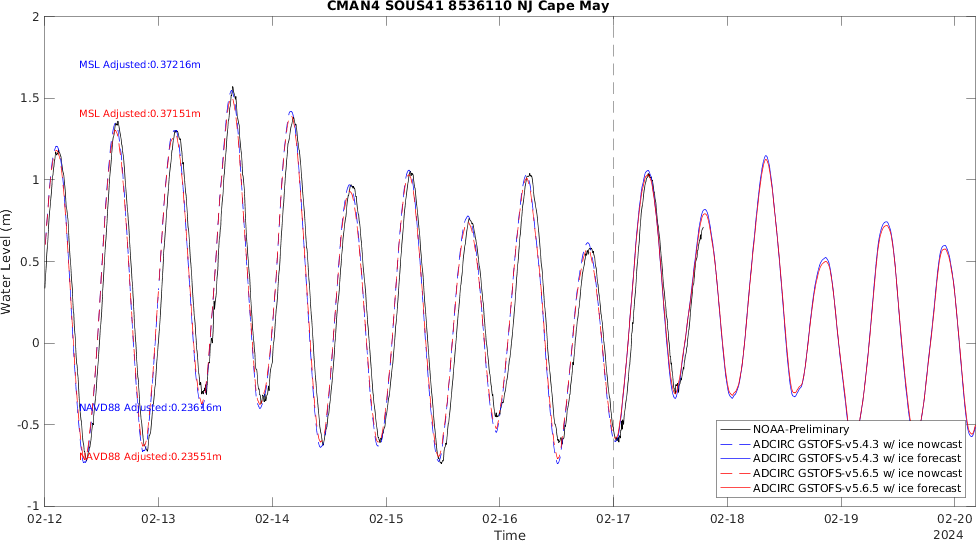 CMAN4 SOUS41 8536110 NJ Cape May
2
MSL Adjusted:0.37216m
1.5
MSL Adjusted:0.37151m
1
Water Level (m)
0.5
0
NAVD88 Adjusted:0.23616m
-0.5
NAVD88 Adjusted:0.23551m
NOAA-Preliminary
ADCIRC GSTOFS-v5.4.3 w/ ice nowcast
ADCIRC GSTOFS-v5.4.3 w/ ice forecast
ADCIRC GSTOFS-v5.6.5 w/ ice nowcast
ADCIRC GSTOFS-v5.6.5 w/ ice forecast
-1
02-12 02-13 02-14 02-15 02-16 02-17 02-18 02-19 02-20
Time 2024